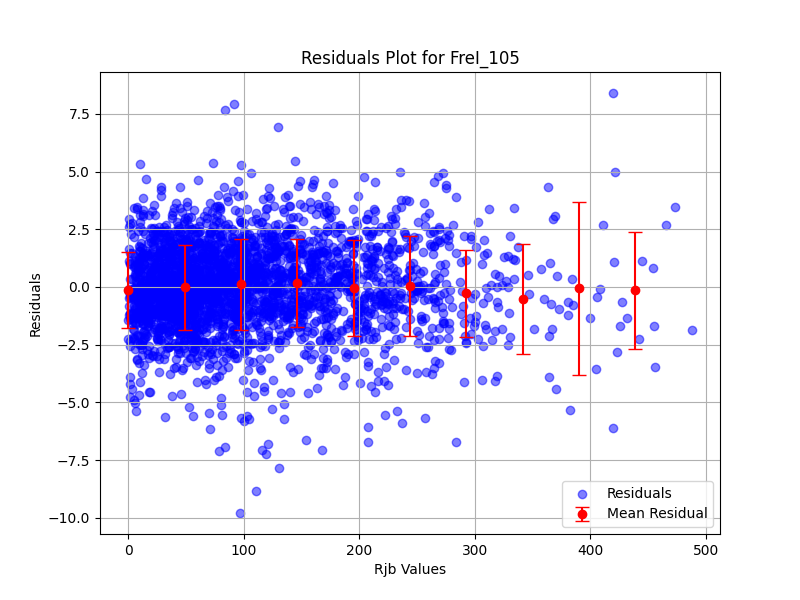 Residuals Plot for FreI_105
7.5
5.0
2.5
0.0
−2.5
−5.0
−7.5
−10.0
Residuals
0 100 200 300 400 500
Rjb Values
Residuals
Mean Residual